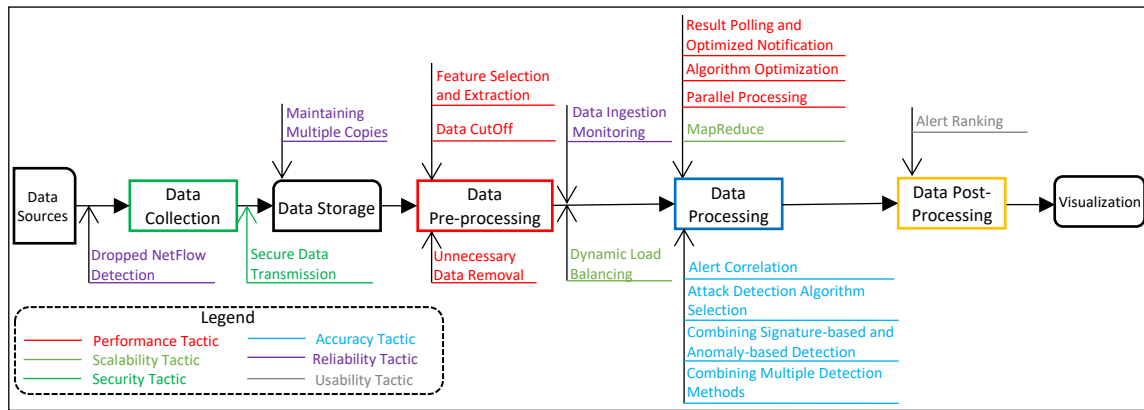 Result Polling and
Optimized Notification
Algorithm Optimization
Parallel Processing
MapReduce
Feature Selection
and Extraction
Data CutOff
Maintaining
Multiple Copies
Data Ingestion
Monitoring
Alert Ranking
Data
Sources
Data
Collection
Data Storage
Data
Pre-processing
Data
Processing
Data Post-
Processing
Visualization
Dropped NetFlow
Detection
Secure Data
Transmission
Unnecessary
Data Removal
Dynamic Load
Balancing
Alert Correlation
Attack Detection Algorithm
Selection
Combining Signature-based and
Anomaly-based Detection
Combining Multiple Detection
Methods
Legend
Performance Tactic
Scalability Tactic
Security Tactic
Accuracy Tactic
Reliability Tactic
Usability Tactic